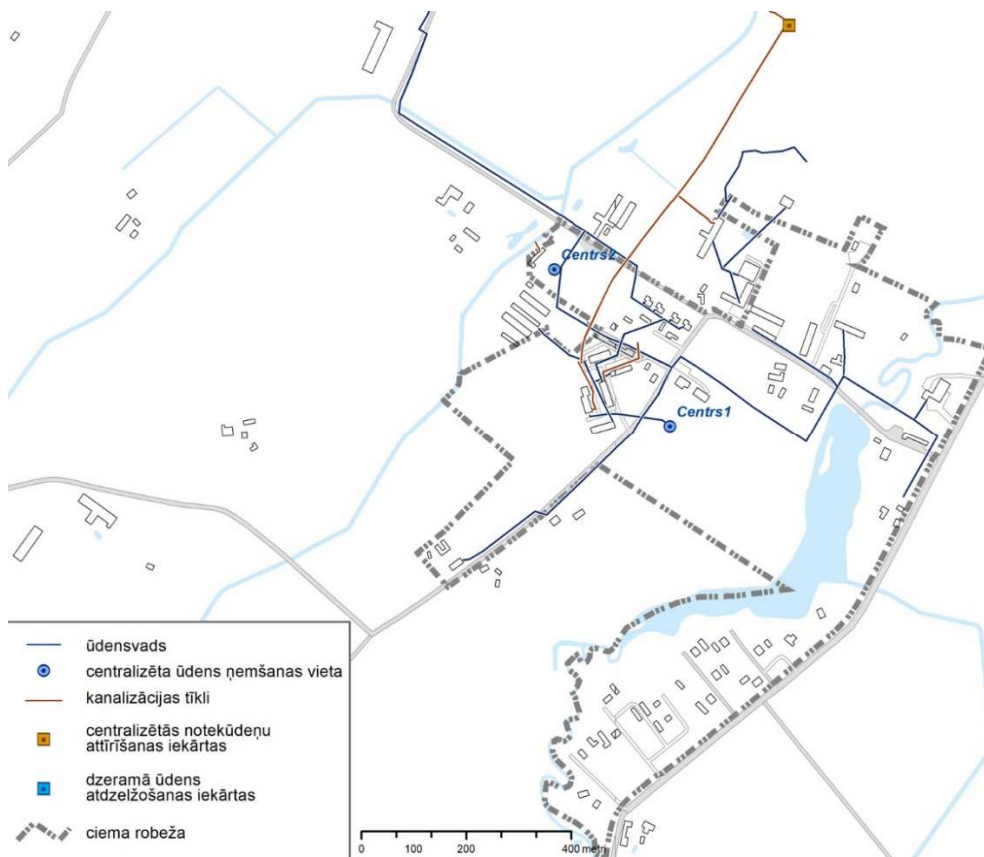 Centrs2
Centrs1
ūdensvads
centralizēta ūdens ņemšanas vieta
kanalizācijas tīkli
centralizētās notekūdeņu
attīrīšanas iekārtas
dzeramā ūdens
atdzelžošanas iekārtas
ciema robeža
0 100 200 400 metri